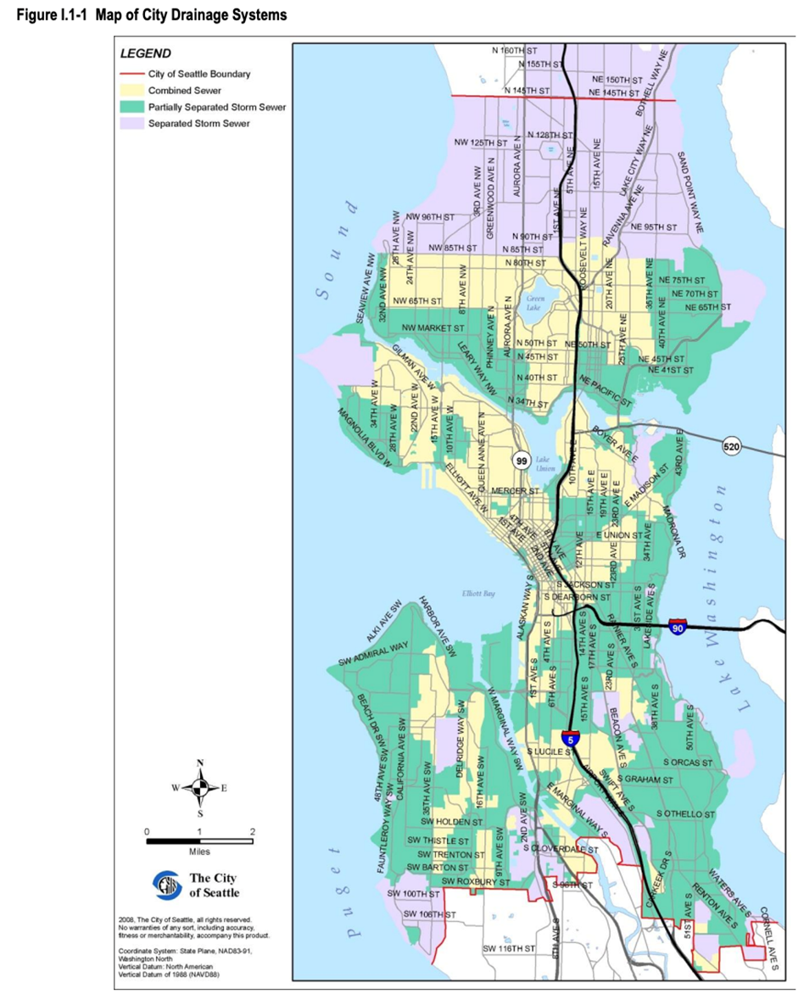 Figure I.1-1 Map of City Drainage Systems
LEGEND
City of Seattle Boundary
Combined Sewer
Partially Separated Storm Sewer
Separated Storm Sewer
N 160TH ST
N 155TH ST
NE 150TH ST
N 145TH ST
NE 145TH ST
BOTHELL WAY NE
N 128TH ST
NW 125TH ST
3RD AVE NW
GREENWOOD AVE N
AURORA AVE N
1ST AVE NE
5TH AVE NE
15TH AVE NE
LAKE CITY WAY NE
SAND POINT WAY NE
RAVENNA AVE NE
ROOSEVELT WAY NE
NW 96TH ST
NE 95TH ST
N 90TH ST
28TH AVE NW
24TH AVE NW
NW 85TH ST
N 85TH ST
N 80TH ST
Sound
SEAVIEW AVE NW
32ND AVE NW
8TH AVE NW
20TH AVE NE
35TH AVE NE
NE 75TH ST
NE 70TH ST
NE 65TH ST
NW 65TH ST
Green
Lake
40TH AVE NE
NW MARKET ST
PHINNEY AVE N
AURORA AVE N
25TH AVE NE
N 50TH ST
NE 50TH ST
N 45TH ST
NE 45TH ST
NE 41ST ST
LEARY WAY NW
GILMAN AVE W
N 40TH ST
NE PACIFIC ST
N 34TH ST
34TH AVE W
28TH AVE W
22ND AVE W
15TH AVE W
10TH AVE W
QUEEN ANNE AVE N
MAGNOLIA BLVD W
BOYER AVE E
520
99
Lake
Union
10TH AVE E
43RD AVE E
E MADISON ST
ELLIOTT AVE W
MERCER ST
15TH AVE E
19TH AVE E
23RD AVE E
MADRONA DR
4TH AVE
1ST AVE
2ND AVE
5TH AVE
8TH AVE
12TH AVE
E UNION ST
23RD AVE
34TH AVE
Lake Washington
S JACKSON ST
S DEARBORN ST
Elliott Bay
ALASKAN WAY S
31ST AVE S
LAKESIDE AVE S
90
ALKI AVE SW
HARBOR AVE SW
SW ADMIRAL WAY
1ST AVE S
4TH AVE S
6TH AVE S
14TH AVE S
17TH AVE S
15TH AVE S
23RD AVE S
RAINIER AVE S
38TH AVE S
50TH AVE S
BEACON AVE S
W MARGINAL WAY SW
BEACH DR SW
48TH AVE SW
CALIFORNIA AVE SW
FAUNTLEROY WAY SW
35TH AVE SW
DELRIDGE WAY SW
16TH AVE SW
5
S LUCILE ST
S ORCAS ST
S GRAHAM ST
SWIFT AVE S
AIRPORT WAY S
E MARGINAL WAY S
S OTHELLO ST
2ND AVE SW
9TH AVE SW
SW HOLDEN ST
SW THISTLE ST
SW TRENTON ST
SW BARTON ST
SW ROXBURY ST
S CLOVERDALE ST
S 96TH ST
SW 100TH ST
SW 106TH ST
SW 116TH ST
8TH AVE S
CARKEEK DR S
51ST AVE S
RENTON AVE S
WATERS AVE S
CORNELL AVE S
Puget
N
W
E
S
0
1
2
Miles
The City
of Seattle
2008, The City of Seattle, all rights reserved.
No warranties of any sort, including accuracy,
fitness or merchantability, accompany this product.
Coordinate System: State Plane, NAD83-91,
Washington North
Vertical Datum: North American
Vertical Datum of 1988 (NAVD88)